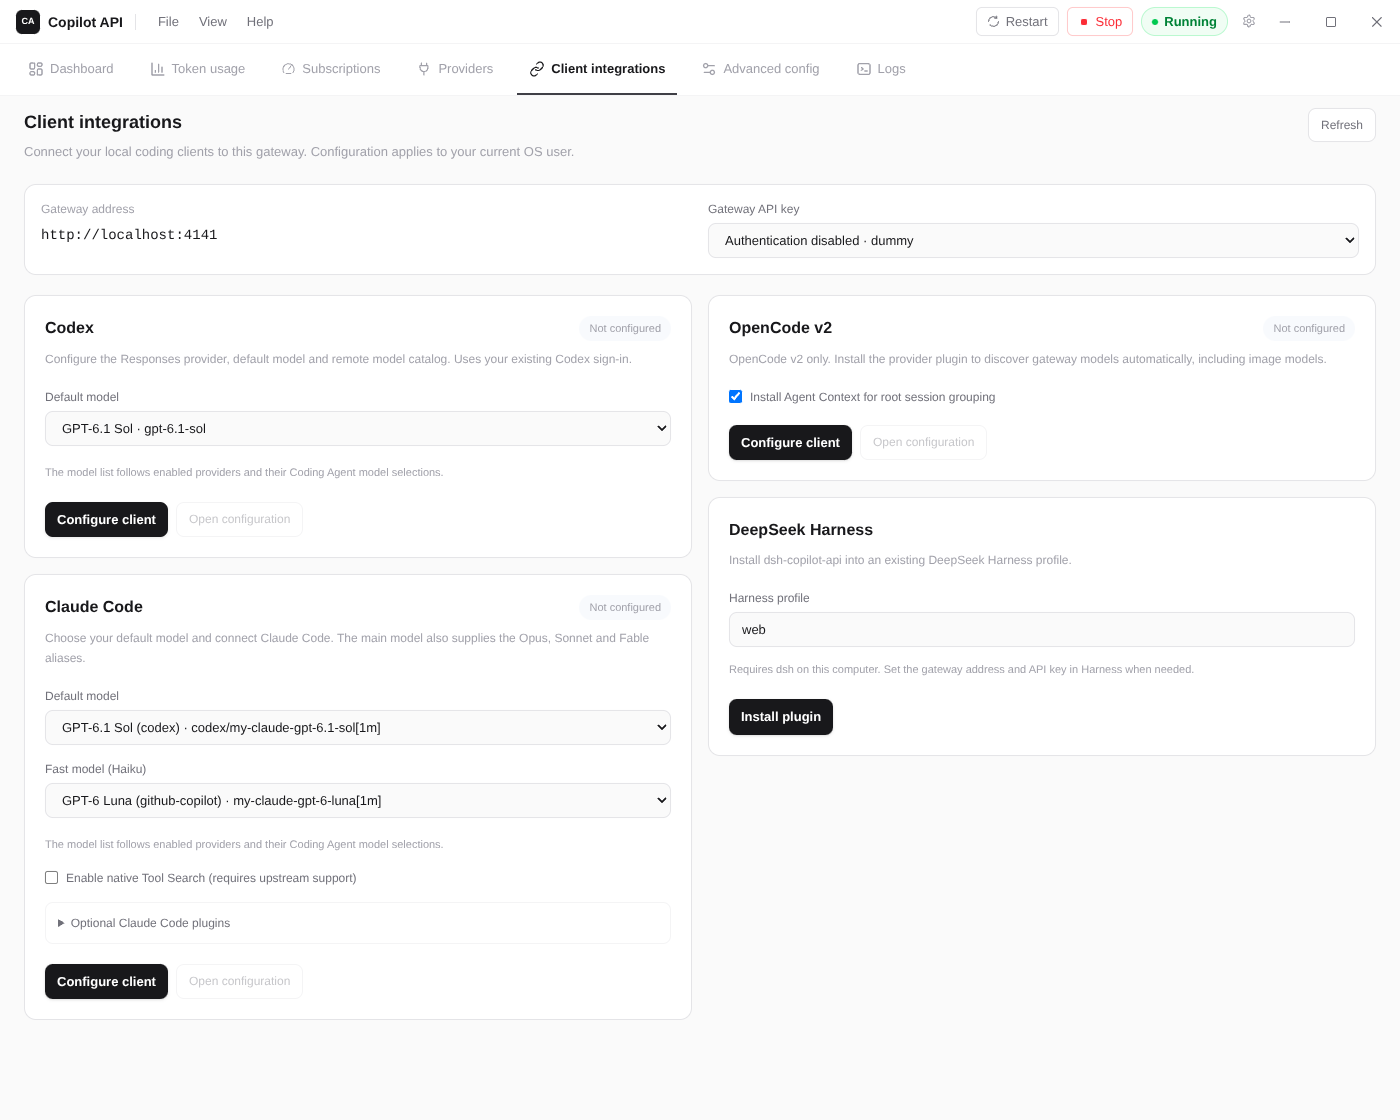 CA Copilot API File View Help Restart Stop Running
Dashboard Token usage Subscriptions Providers Client integrations Advanced config Logs
Client integrations
Refresh
Connect your local coding clients to this gateway. Configuration applies to your current OS user.
Gateway address
http://localhost:4141
Gateway API key
Authentication disabled · dummy
Codex
Not configured
Configure the Responses provider, default model and remote model catalog. Uses your existing Codex sign-in.
Default model
GPT-6.1 Sol · gpt-6.1-sol
The model list follows enabled providers and their Coding Agent model selections.
Configure client Open configuration
Claude Code
Not configured
Choose your default model and connect Claude Code. The main model also supplies the Opus, Sonnet and Fable
aliases.
Default model
GPT-6.1 Sol (codex) · codex/my-claude-gpt-6.1-sol[1m]
Fast model (Haiku)
GPT-6 Luna (github-copilot) · my-claude-gpt-6-luna[1m]
The model list follows enabled providers and their Coding Agent model selections.
Enable native Tool Search (requires upstream support)
Optional Claude Code plugins
Configure client Open configuration
OpenCode v2
Not configured
OpenCode v2 only. Install the provider plugin to discover gateway models automatically, including image models.
Install Agent Context for root session grouping
Configure client Open configuration
DeepSeek Harness
Install dsh-copilot-api into an existing DeepSeek Harness profile.
Harness profile
web
Requires dsh on this computer. Set the gateway address and API key in Harness when needed.
Install plugin